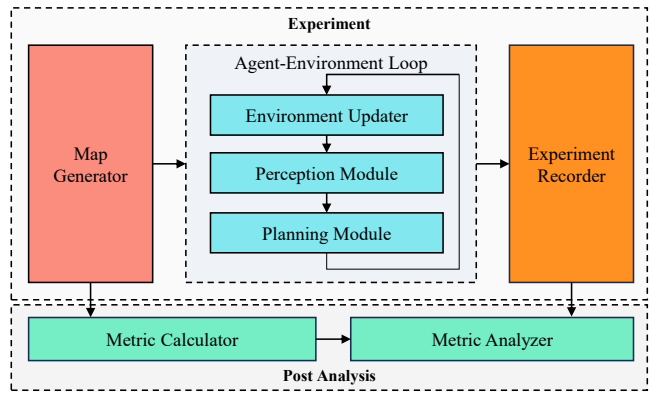 Experiment
Agent-Environment Loop
Map
Generator
Environment Updater
Perception Module
Planning Module
Experiment
Recorder
Metric Calculator
Metric Analyzer
Post Analysis